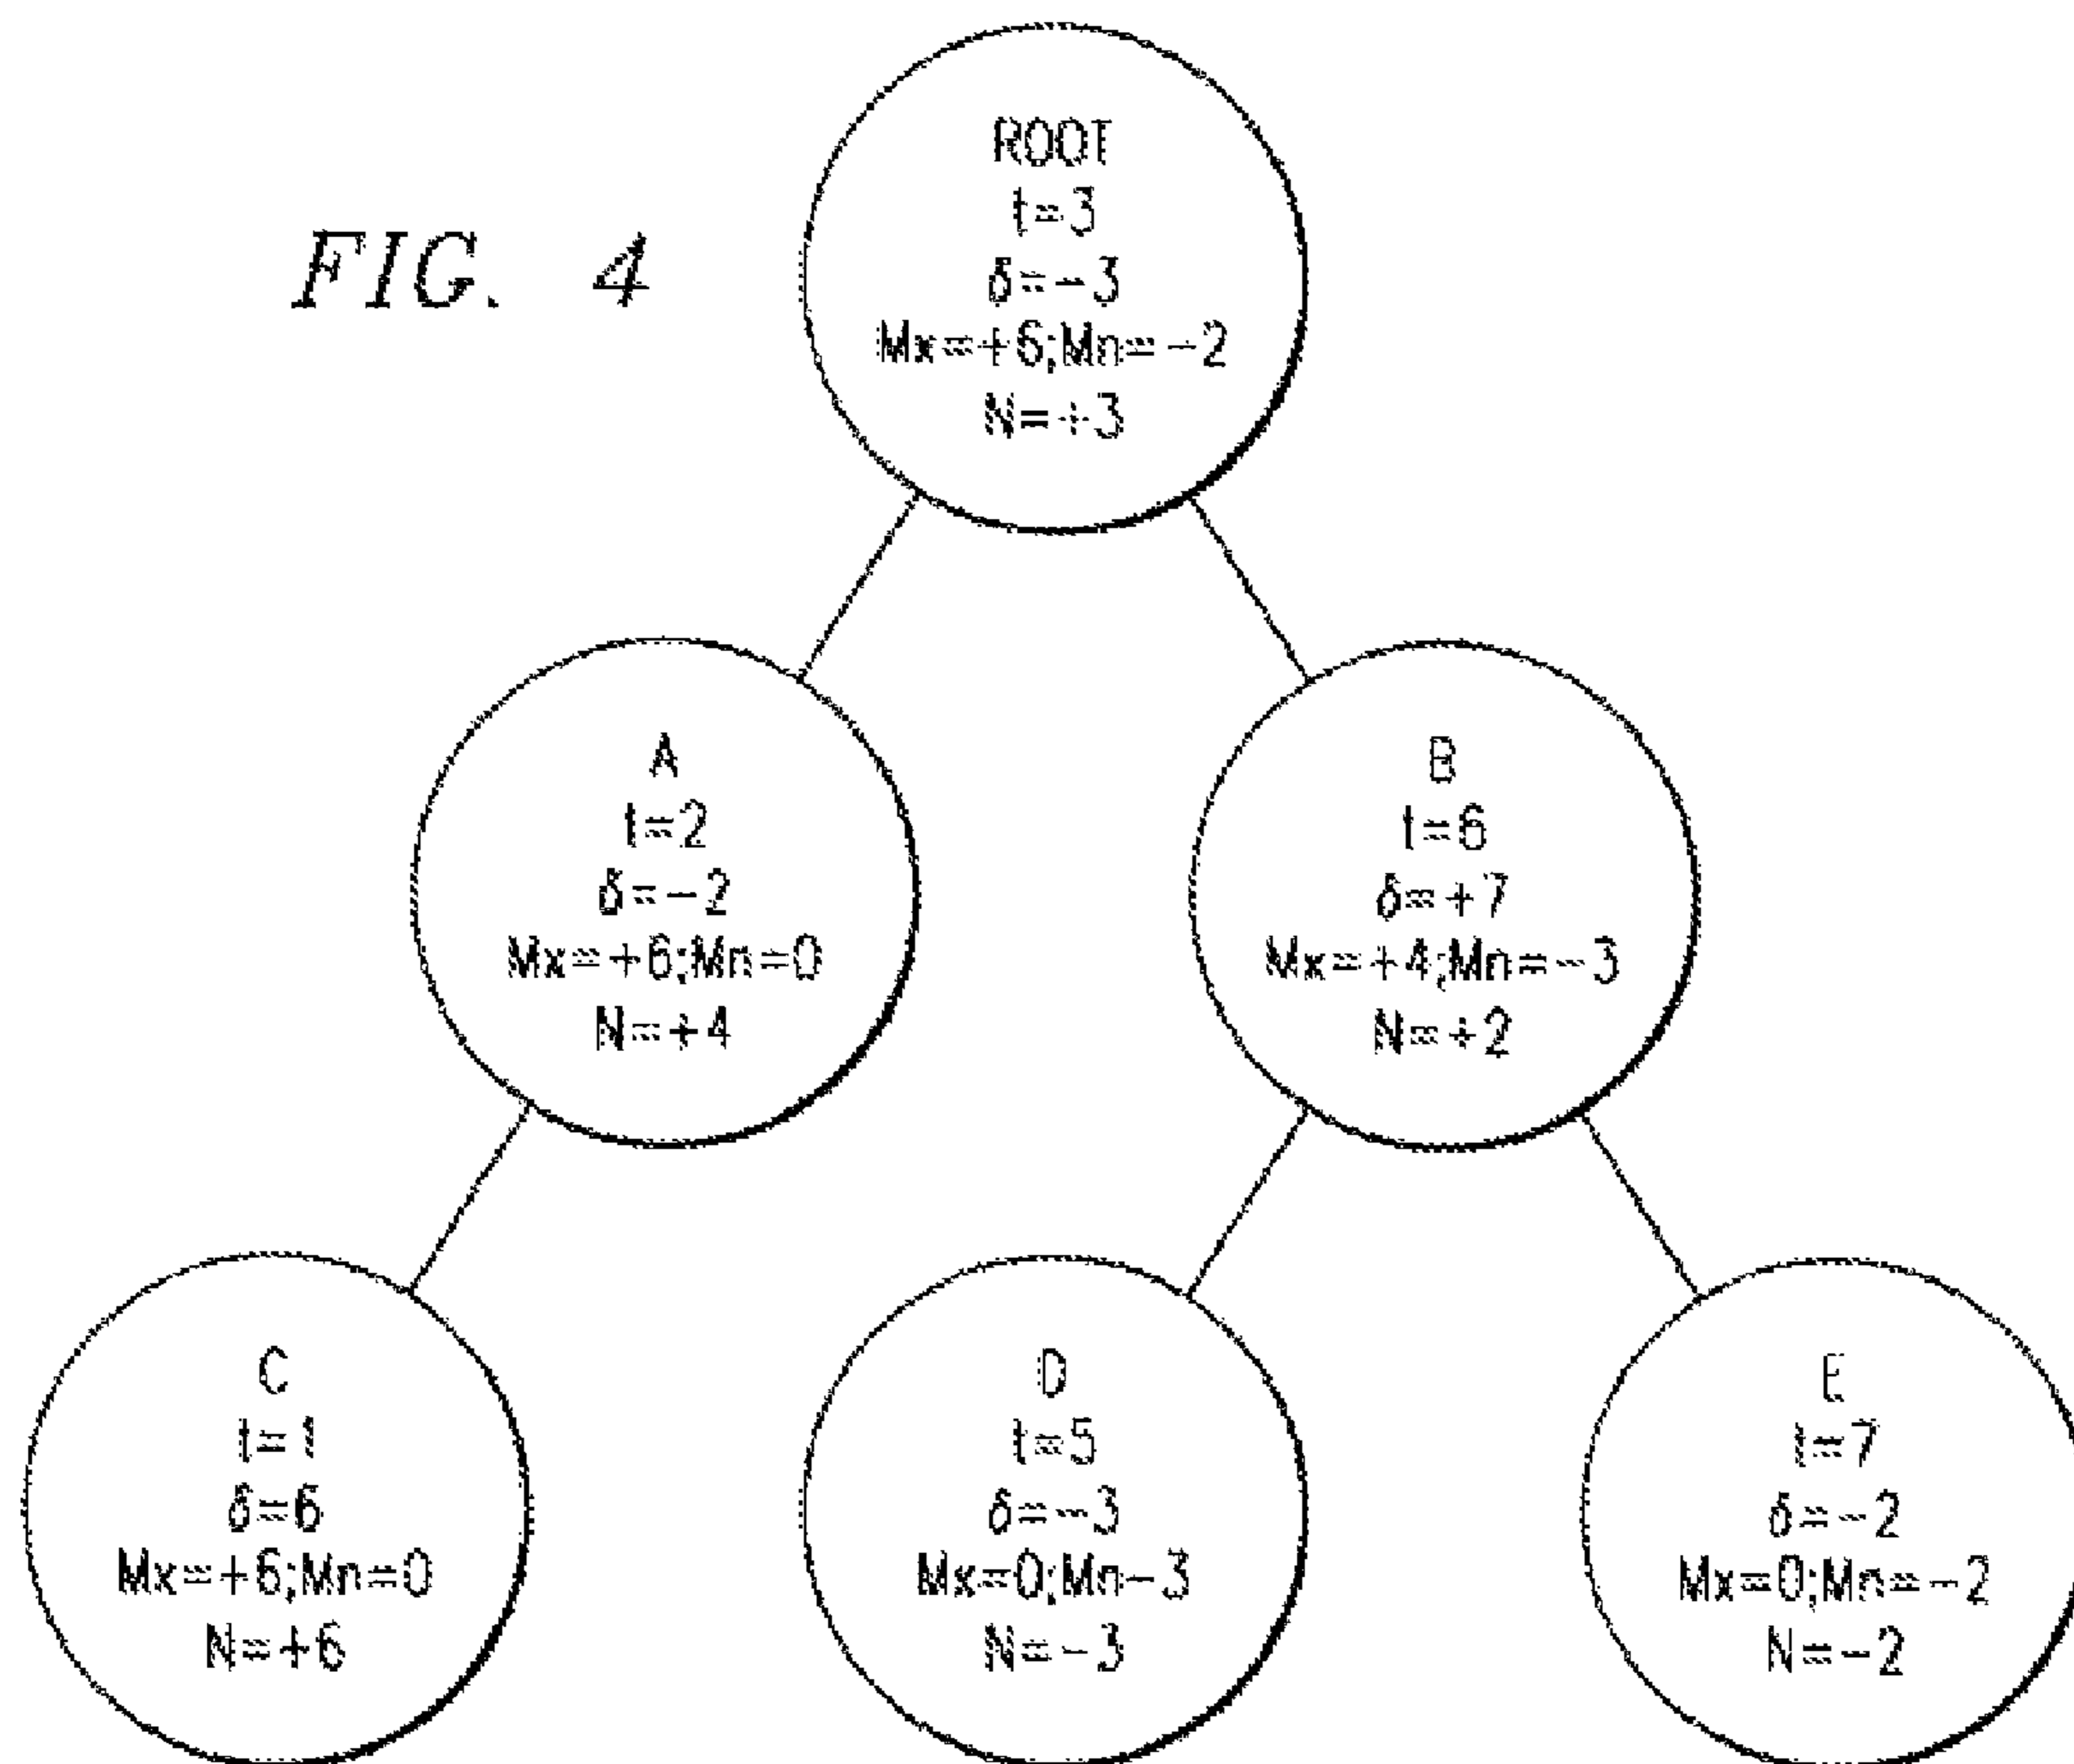 FIG. 4
ROOT
t=3
δ=-3
Mx=+6;Mn=-2
N=+3
A
t=2
δ=-2
Mx=+6;Mn=0
N=+4
B
t=6
δ=+7
Mx=+4;Mn=-3
N=+2
C
t=1
δ=6
Mx=+6;Mn=0
N=+6
D
t=5
δ=-3
Mx=0;Mn-3
N=-3
E
t=7
δ=-2
Mx=0;Mn=-2
N=-2